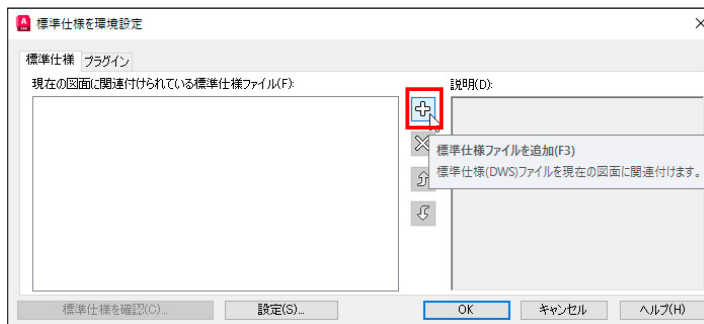 標準仕様を環境設定
標準仕様 プラグイン
現在の図面に関連付けられている標準仕様ファイル(F):
説明(D):
標準仕様ファイルを追加(F3)
標準仕様(DWS)ファイルを現在の図面に関連付けます。
標準仕様を確認(C)...
設定(S)...
OK
キャンセル
ヘルプ(H)